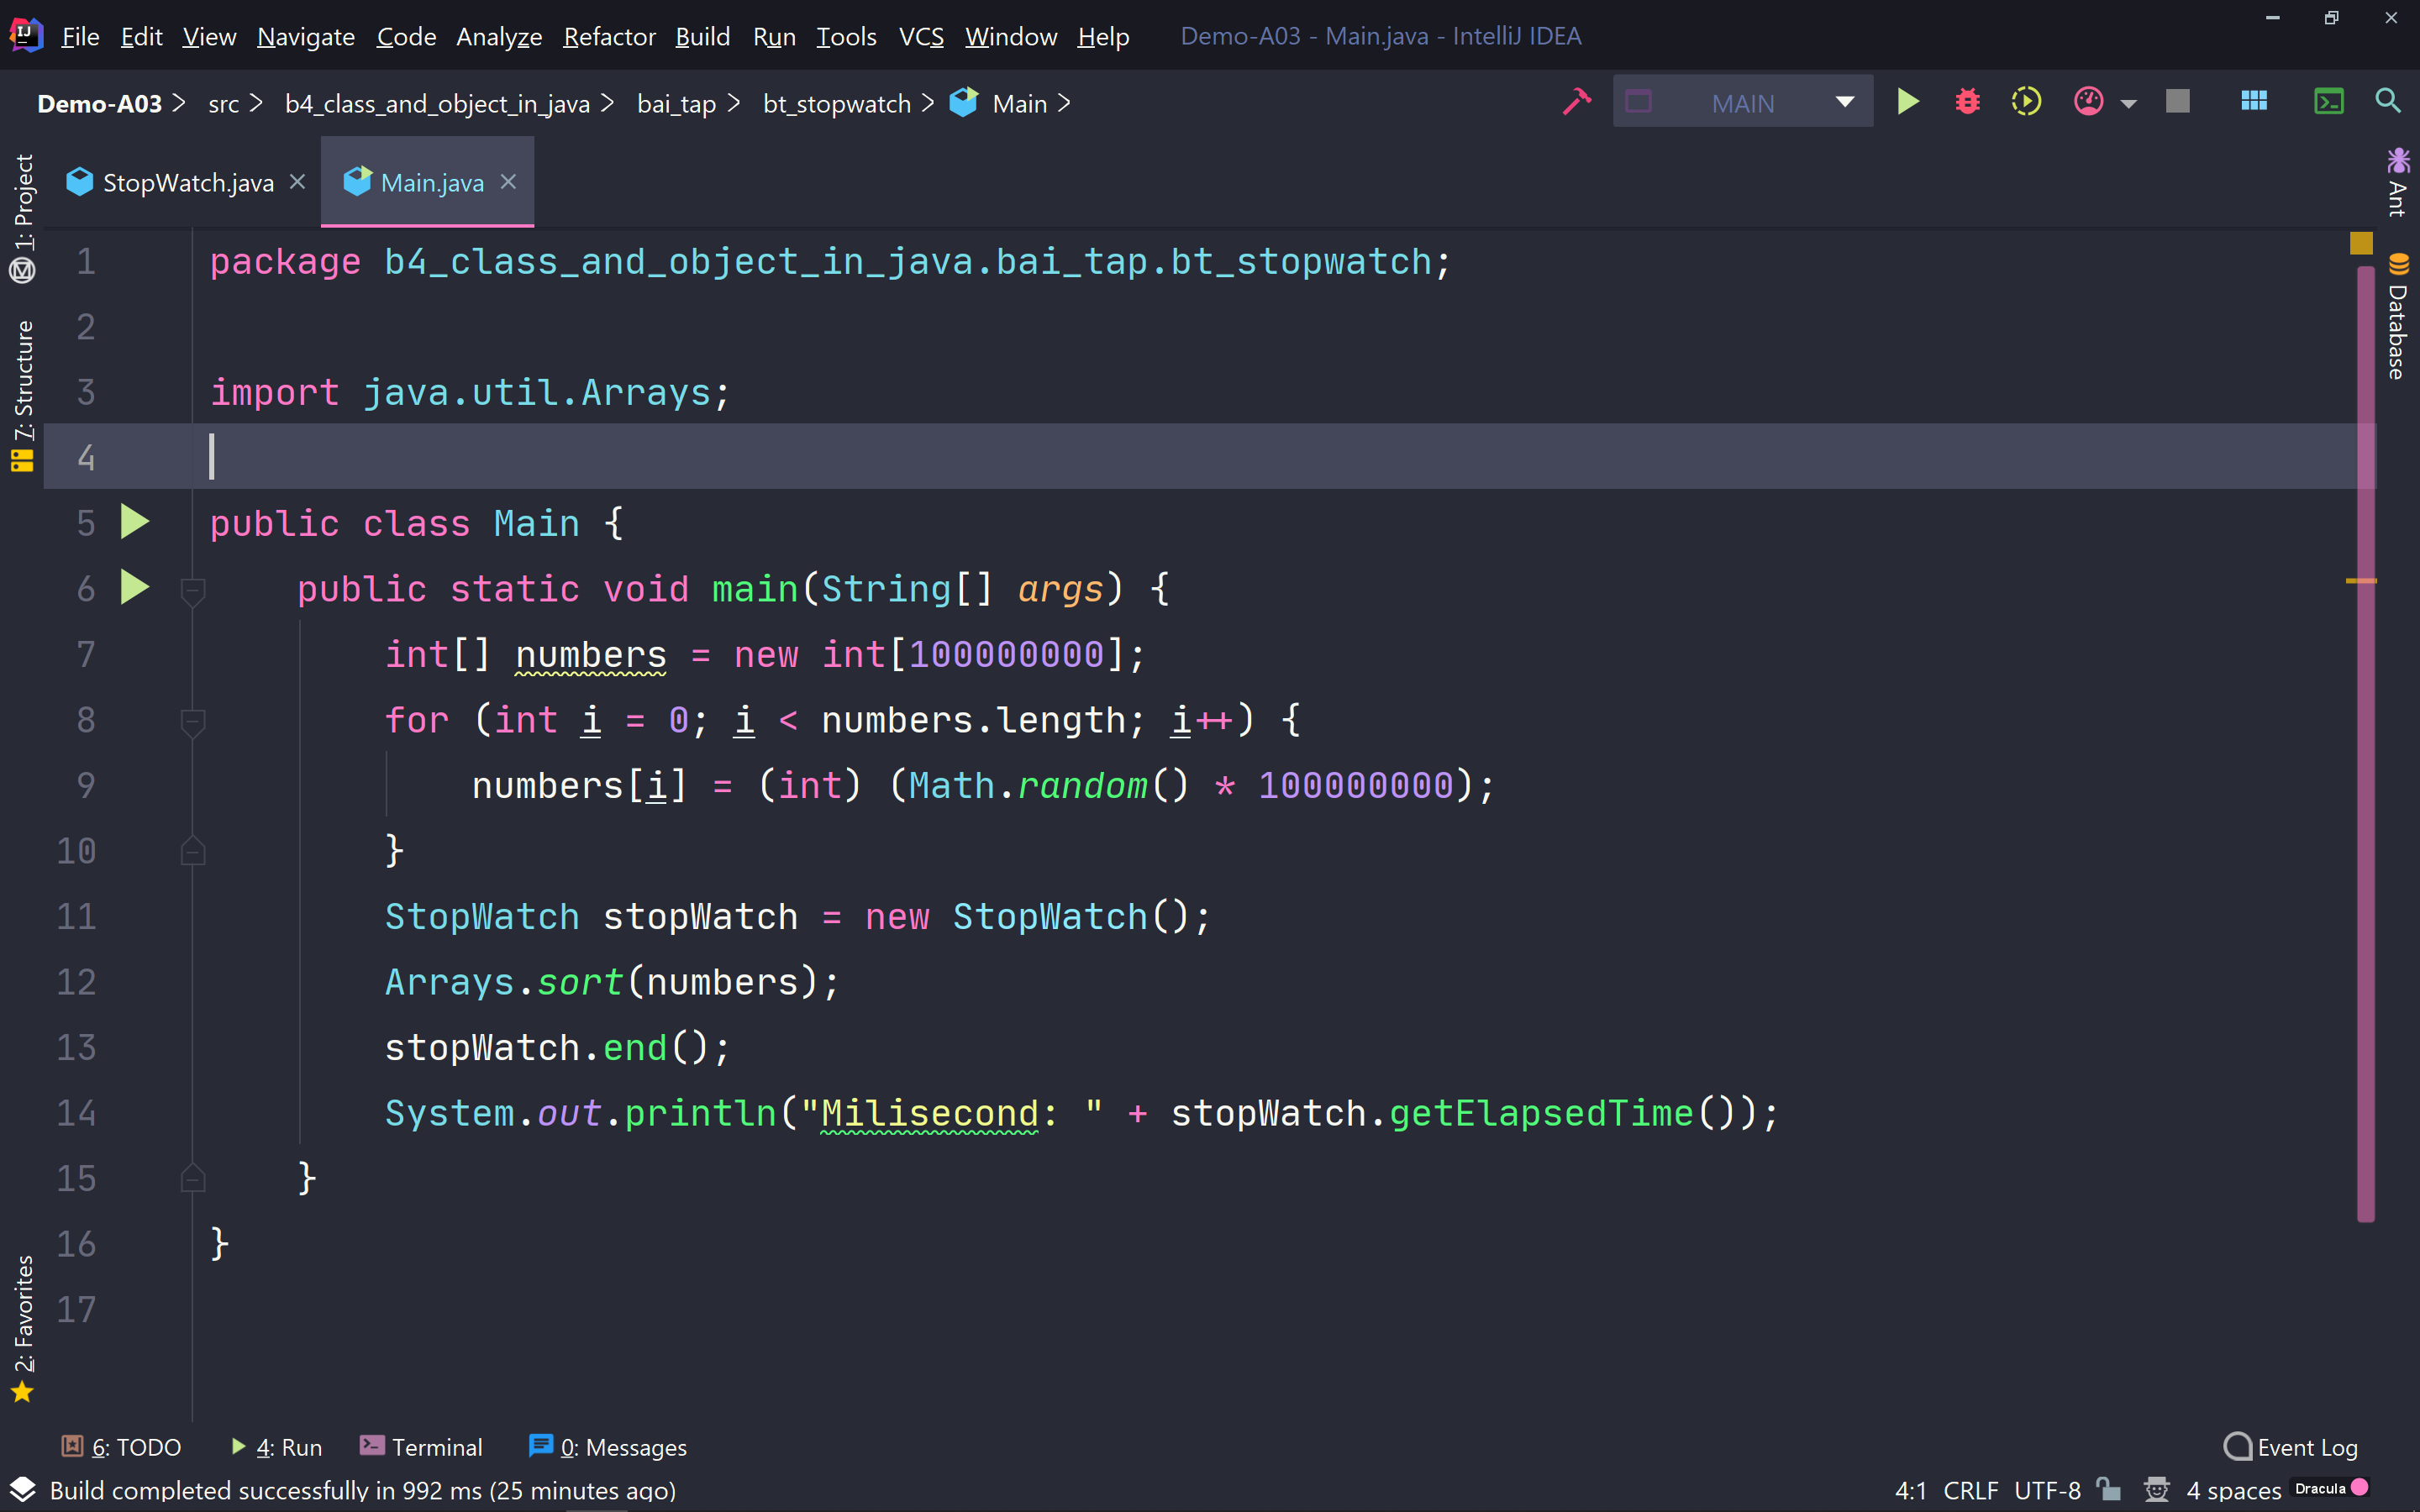 File Edit View Navigate Code Analyze Refactor Build Run Tools VCS Window Help Demo-A03 - Main.java - IntelliJ IDEA
Demo-A03 > src > b4_class_and_object_in_java > bai_tap > bt_stopwatch > Main > MAIN
StopWatch.java Main.java
1: Project
7: Structure
2: Favorites
Ant
Database
1 package b4_class_and_object_in_java.bai_tap.bt_stopwatch;
2
3 import java.util.Arrays;
4
5 public class Main {
6 public static void main(String[] args) {
7 int[] numbers = new int[100000000];
8 for (int i = 0; i < numbers.length; i++) {
9 numbers[i] = (int) (Math.random() * 100000000);
10 }
11 StopWatch stopWatch = new StopWatch();
12 Arrays.sort(numbers);
13 stopWatch.end();
14 System.out.println("Milisecond: " + stopWatch.getElapsedTime());
15 }
16 }
17
6: TODO 4: Run Terminal 0: Messages Event Log
Build completed successfully in 992 ms (25 minutes ago) 4:1 CRLF UTF-8 4 spaces Dracula